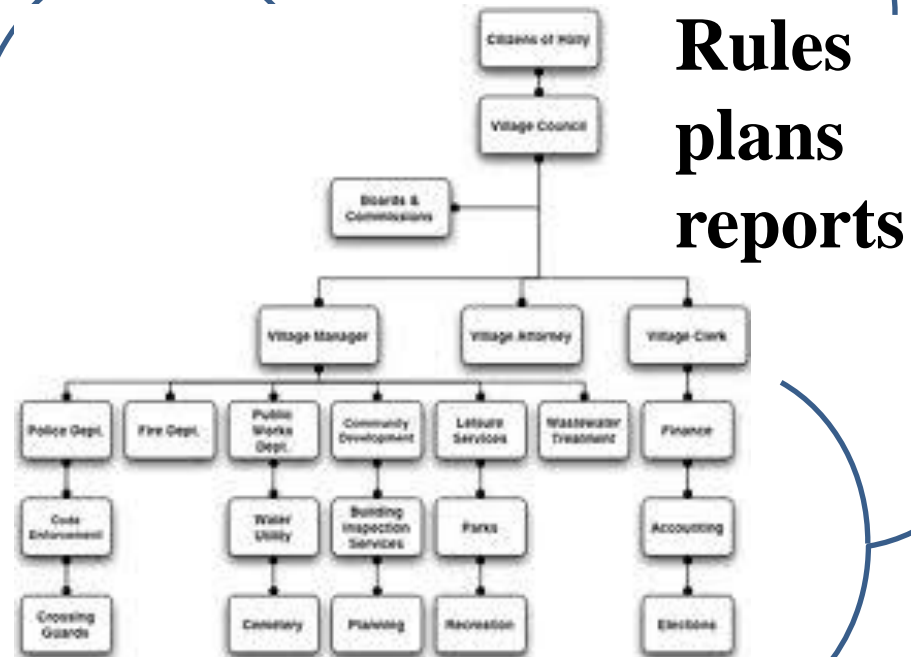 Rules
plans
reports
Citizens of Holly
Village Council
Boards &
Commissions
Village Manager
Village Attorney
Village Clerk
Police Dept.
Fire Dept.
Public
Works
Dept.
Community
Development
Leisure
Services
Wastewater
Treatment
Finance
Code
Enforcement
Water
Utility
Building
Inspection
Services
Parks
Accounting
Crossing
Guards
Cemetery
Planning
Recreation
Elections